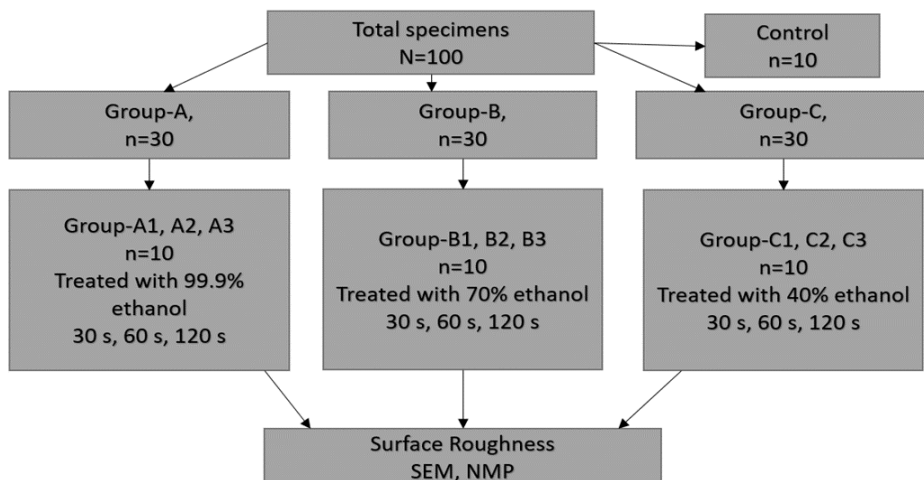 Total specimens
N=100
Control
n=10
Group-A,
n=30
Group-B,
n=30
Group-C,
n=30
Group-A1, A2, A3
n=10
Treated with 99.9%
ethanol
30 s, 60 s, 120 s
Group-B1, B2, B3
n=10
Treated with 70% ethanol
30 s, 60 s, 120 s
Group-C1, C2, C3
n=10
Treated with 40% ethanol
30 s, 60 s, 120 s
Surface Roughness
SEM, NMP